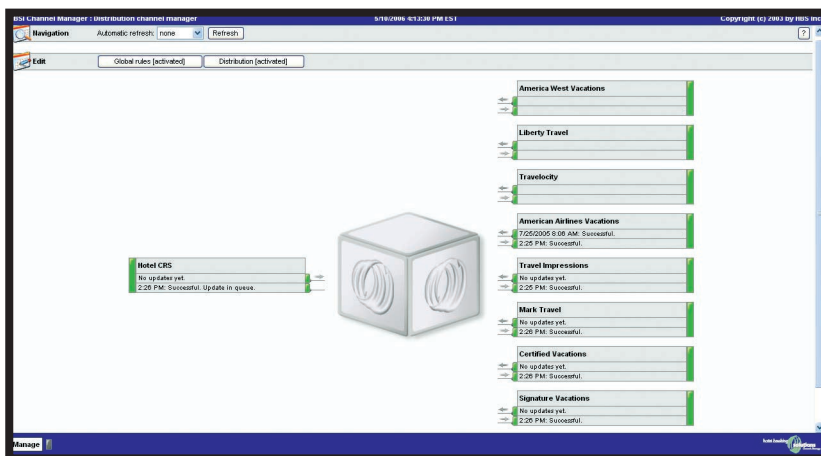 BSI Channel Manager : Distribution channel manager 5/10/2006 4:13:30 PM EST Copyright (c) 2003 by HBS Inc
Navigation Automatic refresh: none Refresh ?
Edit Global rules [activated] Distribution [activated]
America West Vacations
Liberty Travel
Travelocity
American Airlines Vacations
7/25/2005 8:06 AM: Successful.
2:25 PM: Successful.
Hotel CRS
No updates yet.
2:26 PM: Successful. Update in queue.
Travel Impressions
No updates yet.
2:25 PM: Successful.
Mark Travel
No updates yet.
2:26 PM: Successful.
Certified Vacations
No updates yet.
2:26 PM: Successful.
Signature Vacations
No updates yet.
2:25 PM: Successful.
Manage